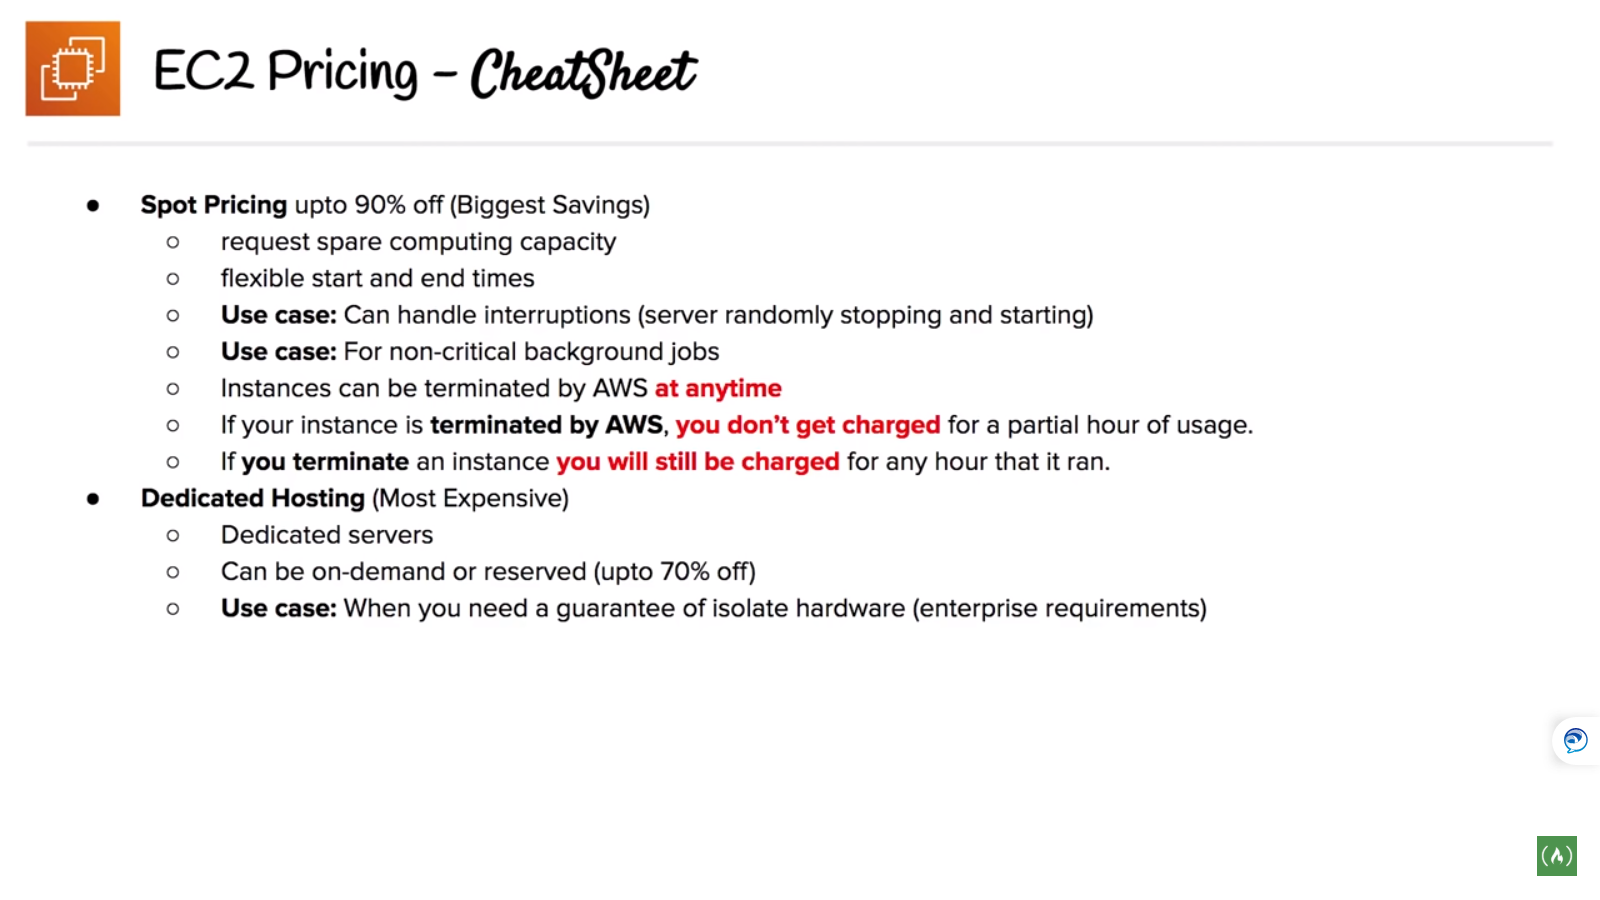 EC2 Pricing – CheatSheet
● Spot Pricing upto 90% off (Biggest Savings)
○ request spare computing capacity
○ flexible start and end times
○ Use case: Can handle interruptions (server randomly stopping and starting)
○ Use case: For non-critical background jobs
○ Instances can be terminated by AWS at anytime
○ If your instance is terminated by AWS, you don’t get charged for a partial hour of usage.
○ If you terminate an instance you will still be charged for any hour that it ran.
● Dedicated Hosting (Most Expensive)
○ Dedicated servers
○ Can be on-demand or reserved (upto 70% off)
○ Use case: When you need a guarantee of isolate hardware (enterprise requirements)